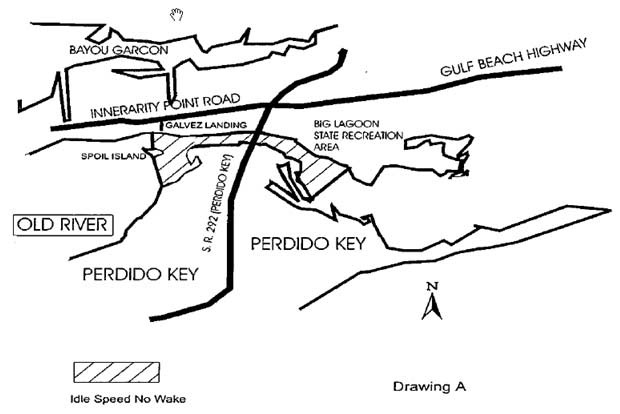 BAYOU GARCON
GULF BEACH HIGHWAY
INNERARITY POINT ROAD
GALVEZ LANDING
BIG LAGOON
STATE RECREATION
AREA
SPOIL ISLAND
S. R. 292 (PERDIDO KEY)
OLD RIVER
PERDIDO KEY
PERDIDO KEY
N
Idle Speed No Wake
Drawing A